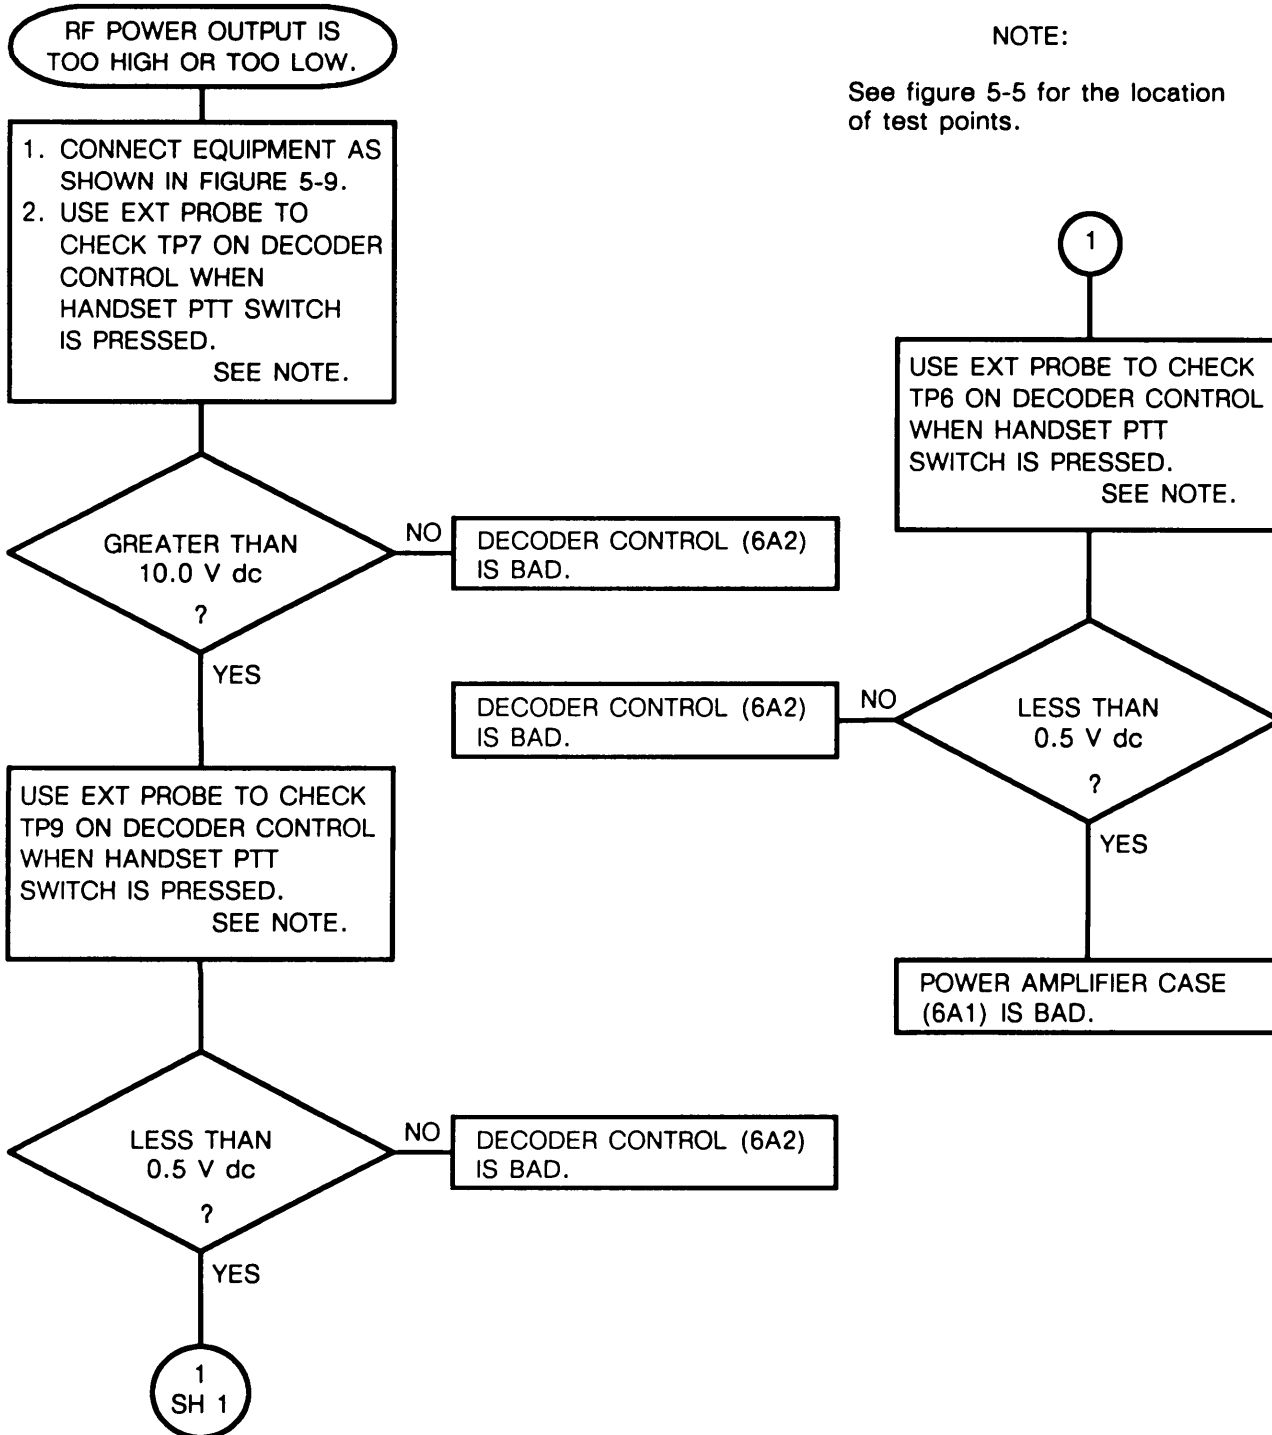 RF POWER OUTPUT IS
TOO HIGH OR TOO LOW.
1. CONNECT EQUIPMENT AS
SHOWN IN FIGURE 5-9.
2. USE EXT PROBE TO
CHECK TP7 ON DECODER
CONTROL WHEN
HANDSET PTT SWITCH
IS PRESSED.
SEE NOTE.
GREATER THAN
10.0 V dc
?
NO
DECODER CONTROL (6A2)
IS BAD.
YES
USE EXT PROBE TO CHECK
TP9 ON DECODER CONTROL
WHEN HANDSET PTT
SWITCH IS PRESSED.
SEE NOTE.
LESS THAN
0.5 V dc
?
NO
DECODER CONTROL (6A2)
IS BAD.
YES
1
SH 1
NOTE:
See figure 5-5 for the location
of test points.
1
USE EXT PROBE TO CHECK
TP6 ON DECODER CONTROL
WHEN HANDSET PTT
SWITCH IS PRESSED.
SEE NOTE.
LESS THAN
0.5 V dc
?
NO
DECODER CONTROL (6A2)
IS BAD.
YES
POWER AMPLIFIER CASE
(6A1) IS BAD.